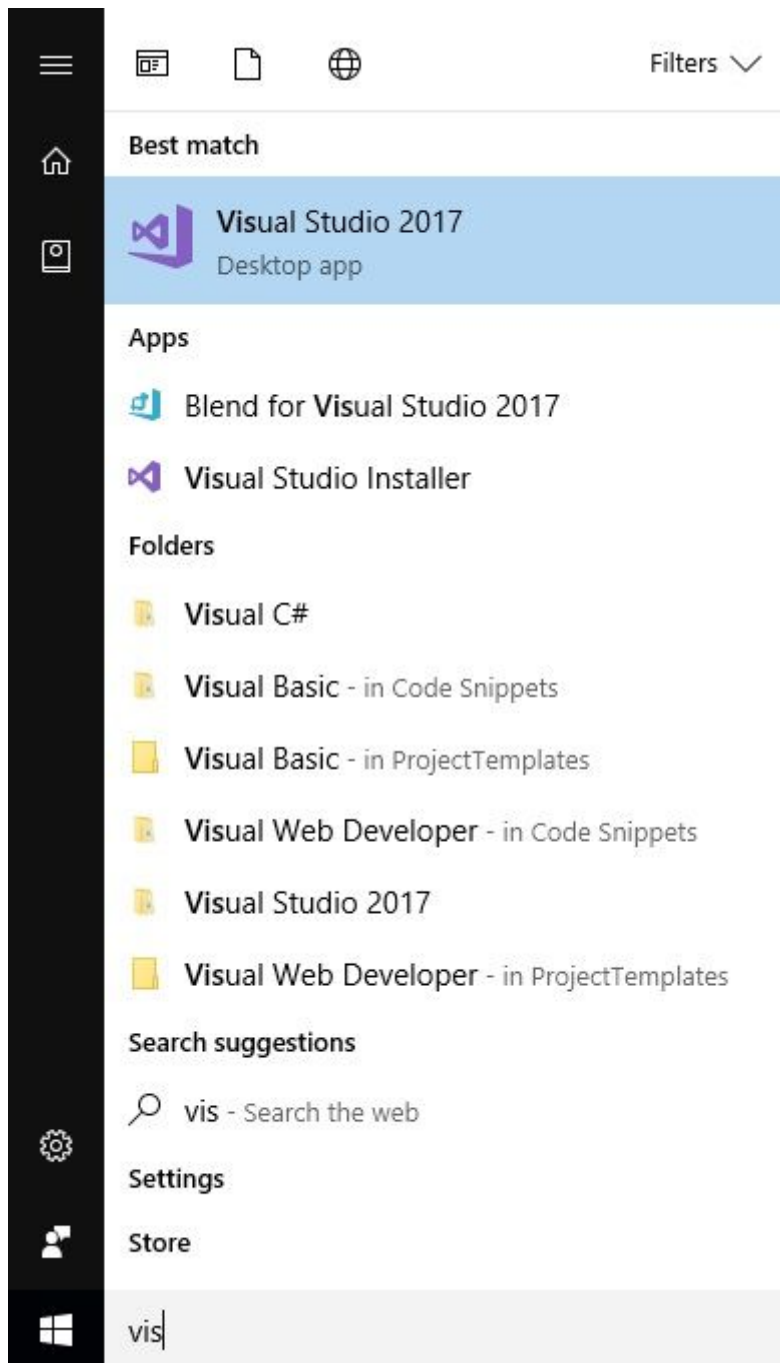 Filters
Best match
Visual Studio 2017
Desktop app
Apps
Blend for Visual Studio 2017
Visual Studio Installer
Folders
Visual C#
Visual Basic - in Code Snippets
Visual Basic - in ProjectTemplates
Visual Web Developer - in Code Snippets
Visual Studio 2017
Visual Web Developer - in ProjectTemplates
Search suggestions
vis - Search the web
Settings
Store
vis